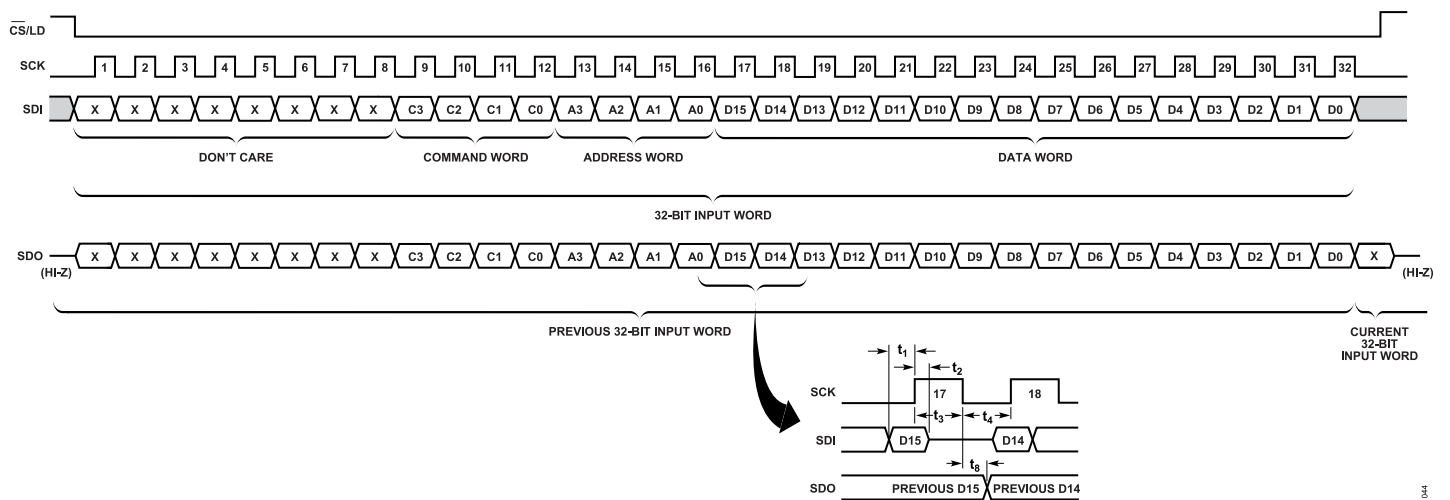 CS/LD
SCK 1 2 3 4 5 6 7 8 9 10 11 12 13 14 15 16 17 18 19 20 21 22 23 24 25 26 27 28 29 30 31 32
SDI X X X X X X X X C3 C2 C1 C0 A3 A2 A1 A0 D15 D14 D13 D12 D11 D10 D9 D8 D7 D6 D5 D4 D3 D2 D1 D0
DON'T CARE COMMAND WORD ADDRESS WORD DATA WORD
32-BIT INPUT WORD
SDO X X X X X X X X C3 C2 C1 C0 A3 A2 A1 A0 D15 D14 D13 D12 D11 D10 D9 D8 D7 D6 D5 D4 D3 D2 D1 D0 X
(HI-Z) (HI-Z)
PREVIOUS 32-BIT INPUT WORD
CURRENT
32-BIT
INPUT WORD
t1
t2
SCK 17 18
t3 t4
SDI D15 D14
t8
SDO PREVIOUS D15 PREVIOUS D14
044